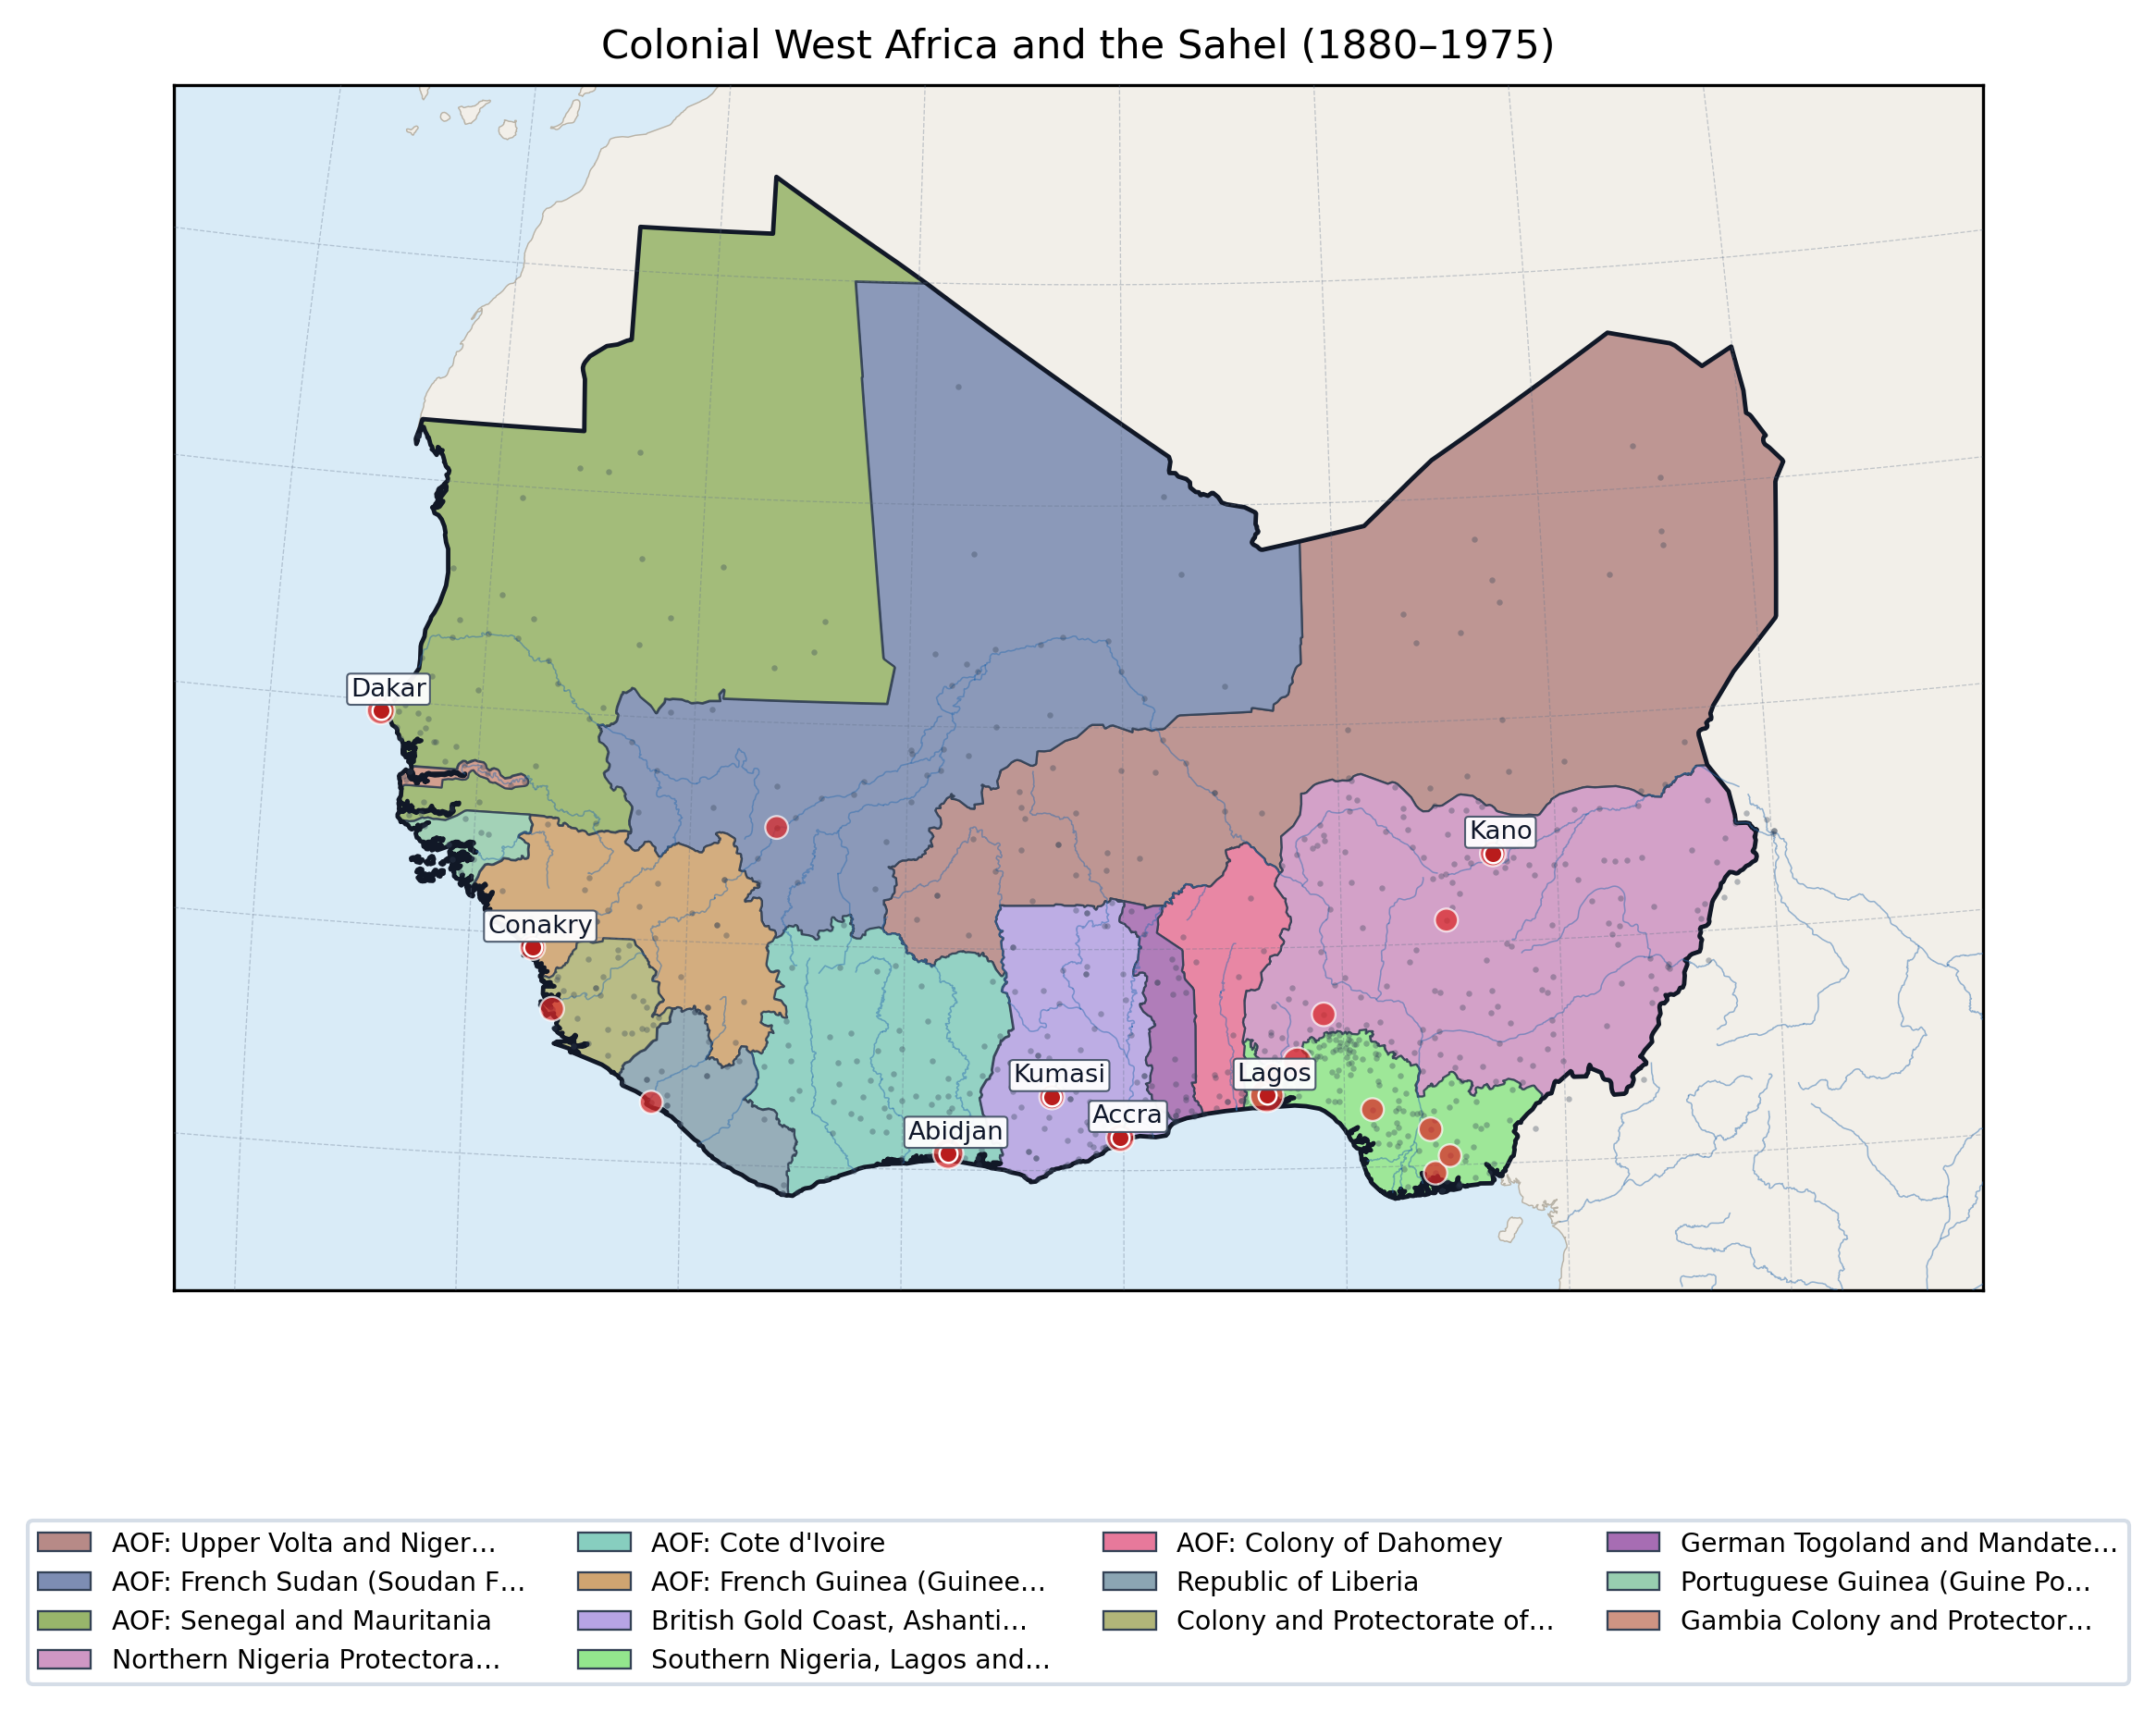 Colonial West Africa and the Sahel (1880–1975)
Dakar
Kano
Conakry
Kumasi
Lagos
Accra
Abidjan
AOF: Upper Volta and Niger...
AOF: French Sudan (Soudan F...
AOF: Senegal and Mauritania
Northern Nigeria Protectora...
AOF: Cote d'Ivoire
AOF: French Guinea (Guinee...
British Gold Coast, Ashanti...
Southern Nigeria, Lagos and...
AOF: Colony of Dahomey
Republic of Liberia
Colony and Protectorate of...
German Togoland and Mandate...
Portuguese Guinea (Guine Po...
Gambia Colony and Protector...